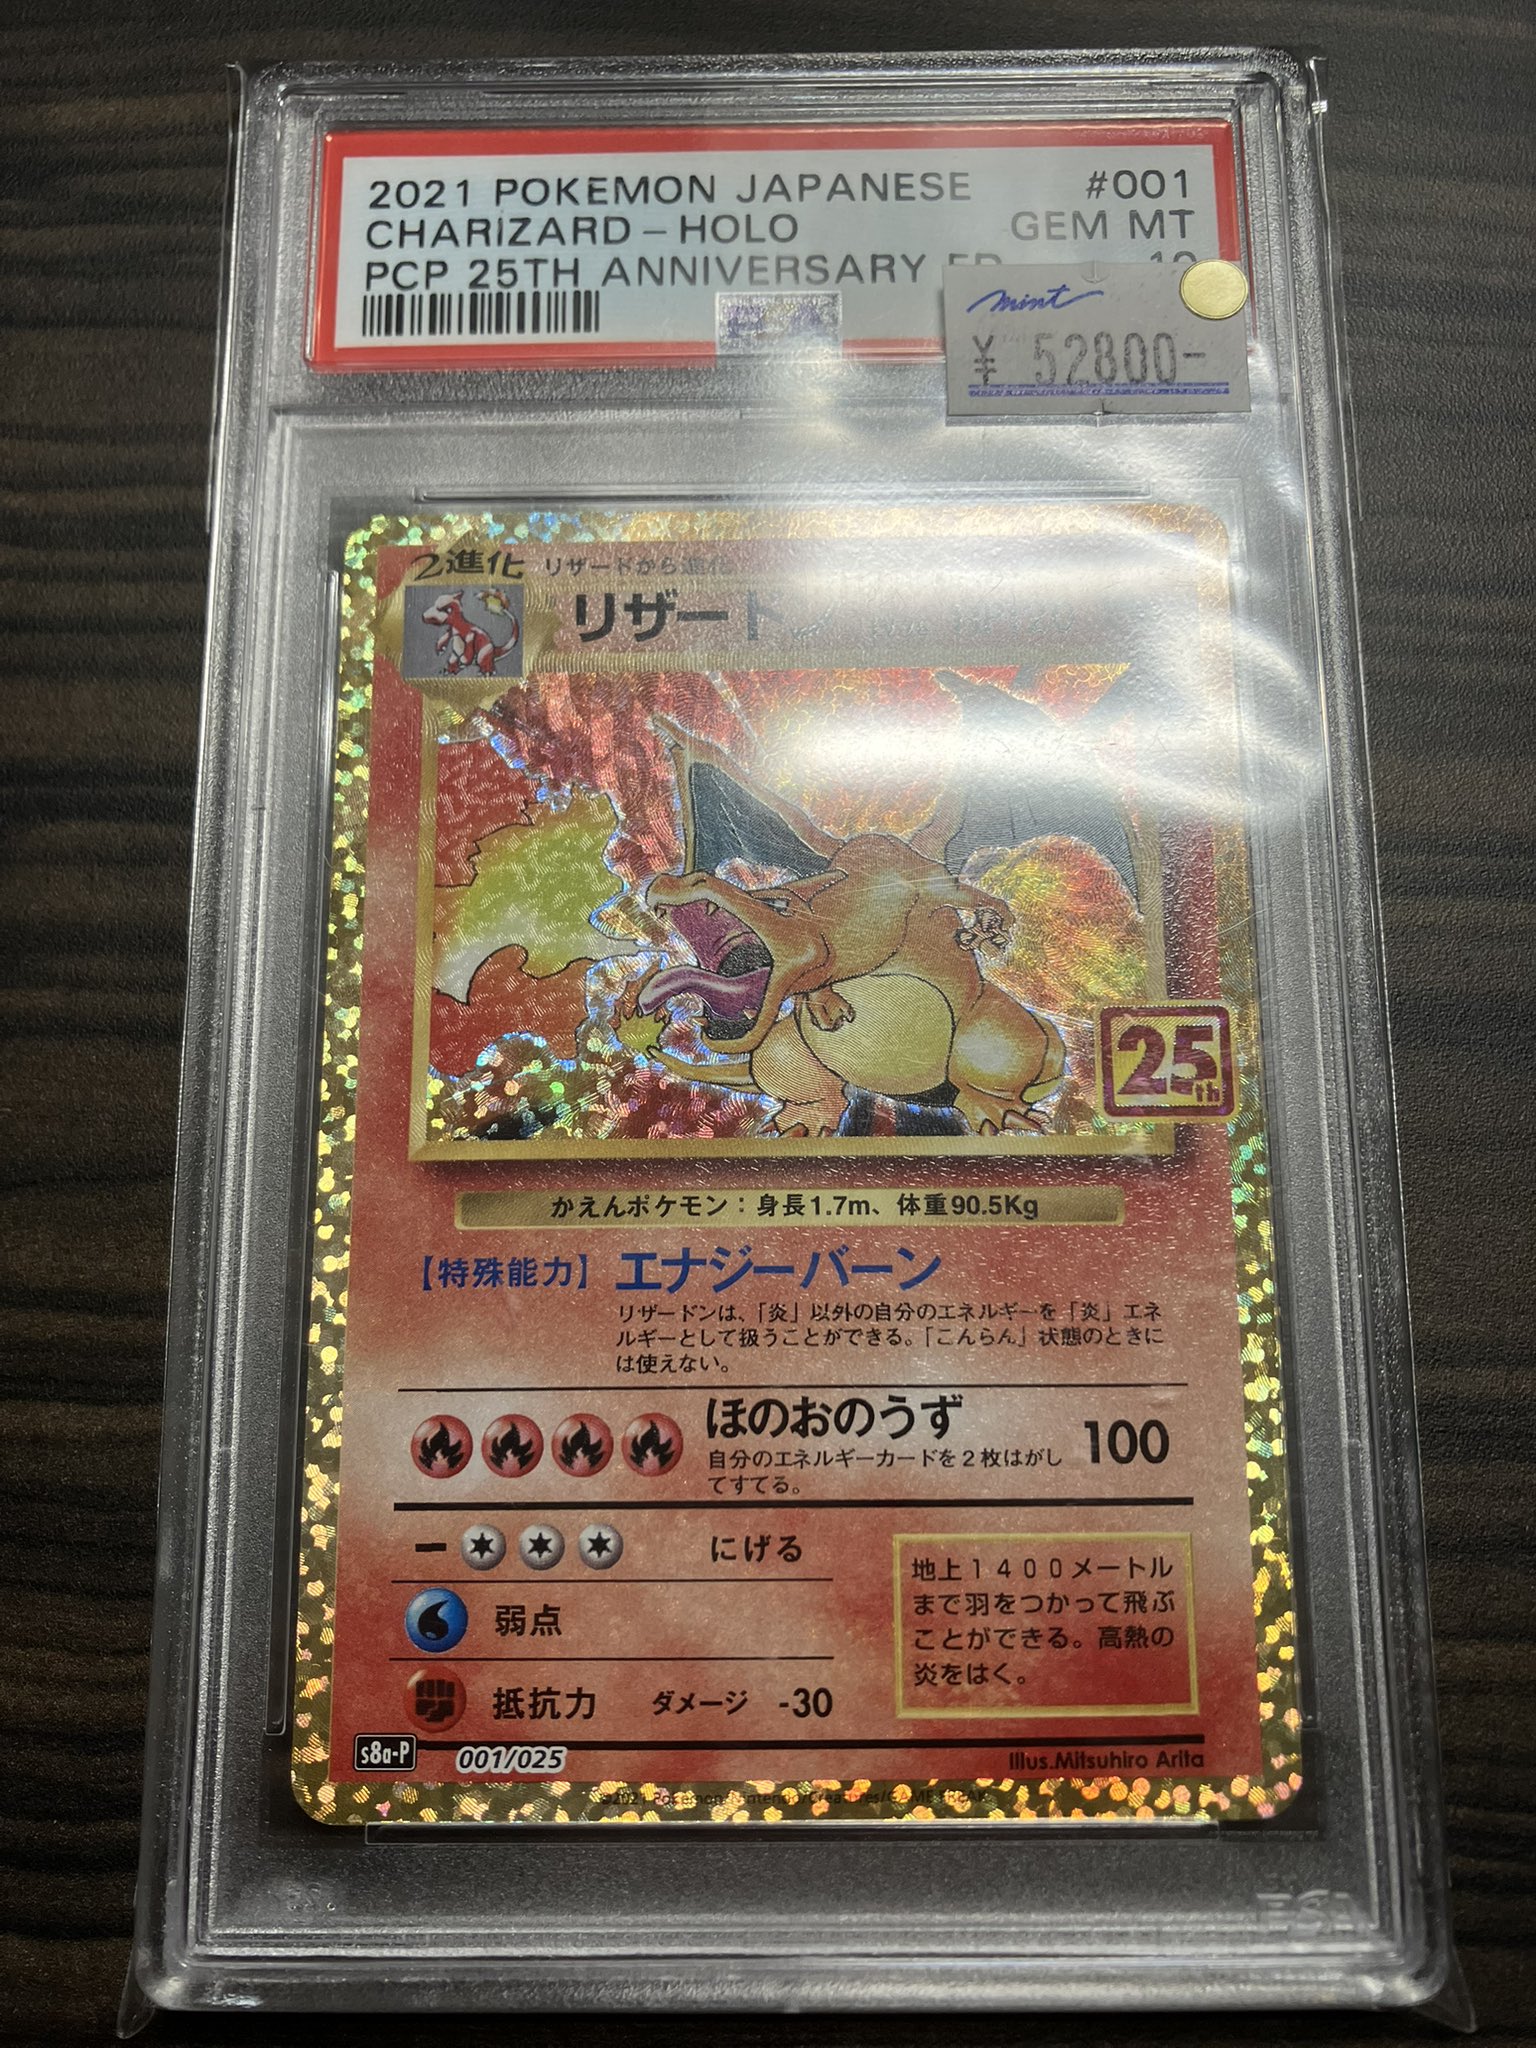 2021 POKEMON JAPANESE #001
CHARIZARD-HOLO GEM MT
PCP 25TH ANNIVERSARY ED 10
mint
¥ 52800-
2進化 リザードから進化
リザードン
25th
かえんポケモン：身長1.7m、体重90.5Kg
【特殊能力】エナジーバーン
リザードンは、「炎」以外の自分のエネルギーを「炎」エネ
ルギーとして扱うことができる。「こんらん」状態のときに
は使えない。
ほのおのうず 100
自分のエネルギーカードを2枚はがし
てすてる。
にげる
弱点
抵抗力 ダメージ -30
地上1400メートル
まで羽をつかって飛ぶ
ことができる。高熱の
炎をはく。
s8a-P 001/025 Illus.Mitsuhiro Arita
©2021 Pokémon/Nintendo/Creatures/GAME FREAK